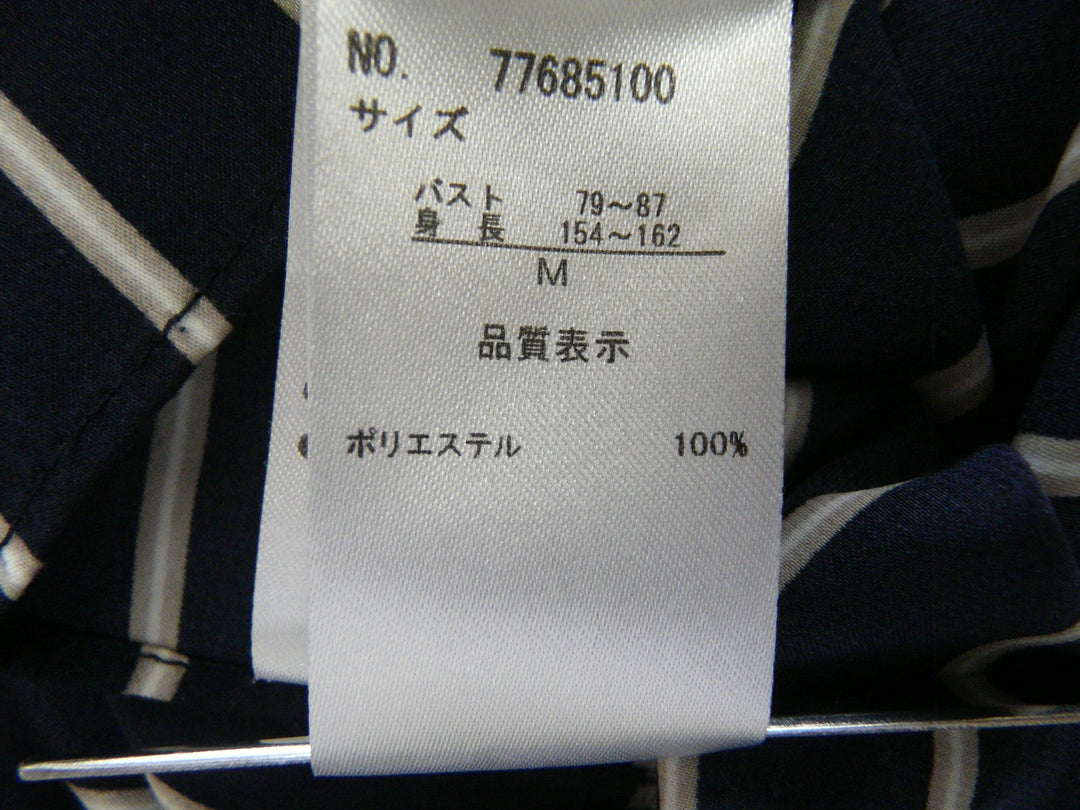 NO. 77685100
サイズ
バスト 79～87
身長 154～162
M
品質表示
ポリエステル 100%